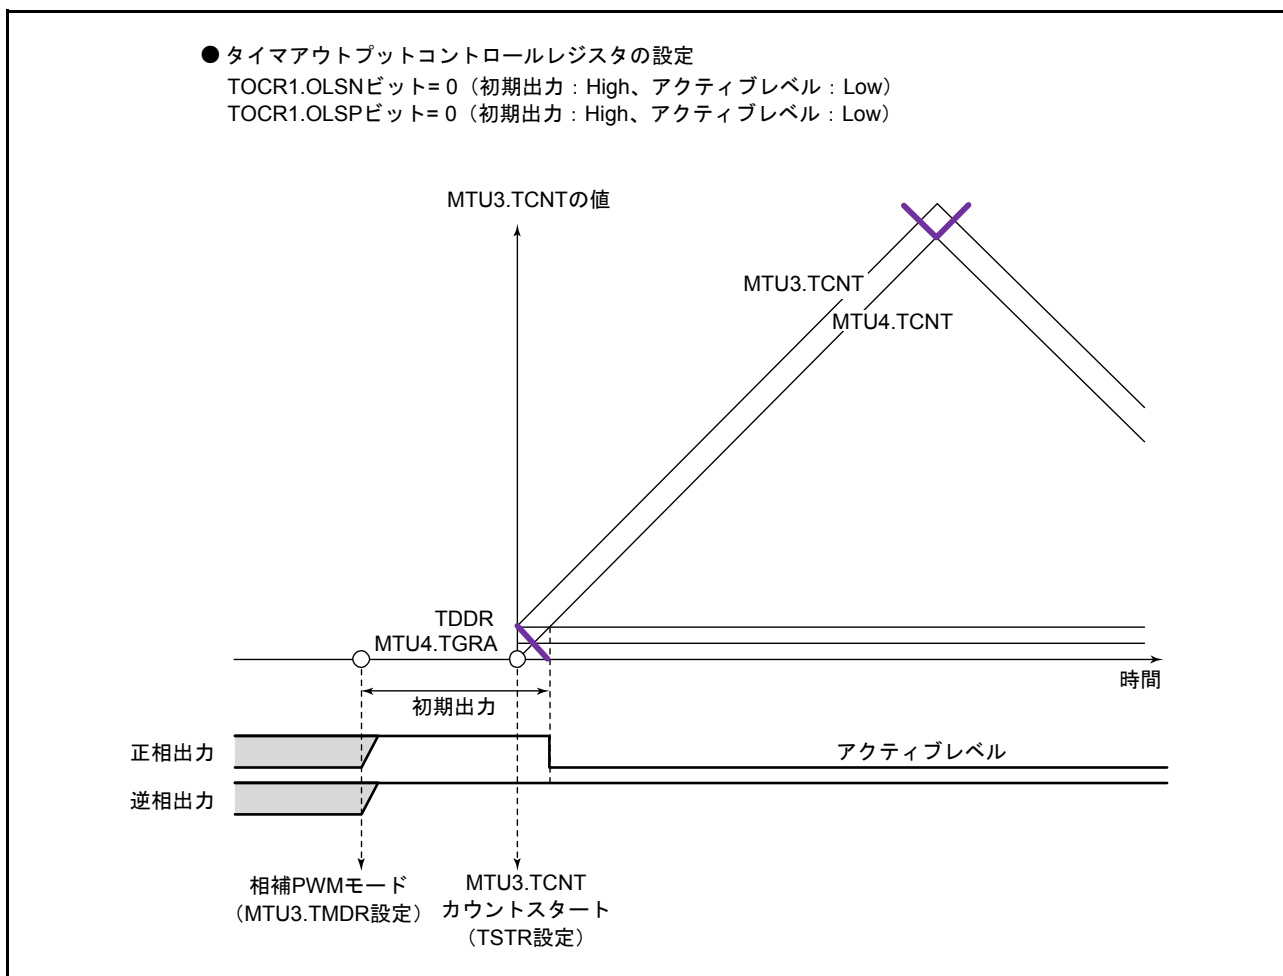 ● タイマアウトプットコントロールレジスタの設定
TOCR1.OLSNビット= 0（初期出力：High、アクティブレベル：Low）
TOCR1.OLSPビット= 0（初期出力：High、アクティブレベル：Low）
MTU3.TCNTの値
MTU3.TCNT
MTU4.TCNT
TDDR
MTU4.TGRA
時間
初期出力
正相出力
アクティブレベル
逆相出力
相補PWMモード
（MTU3.TMDR設定）
MTU3.TCNT
カウントスタート
（TSTR設定）